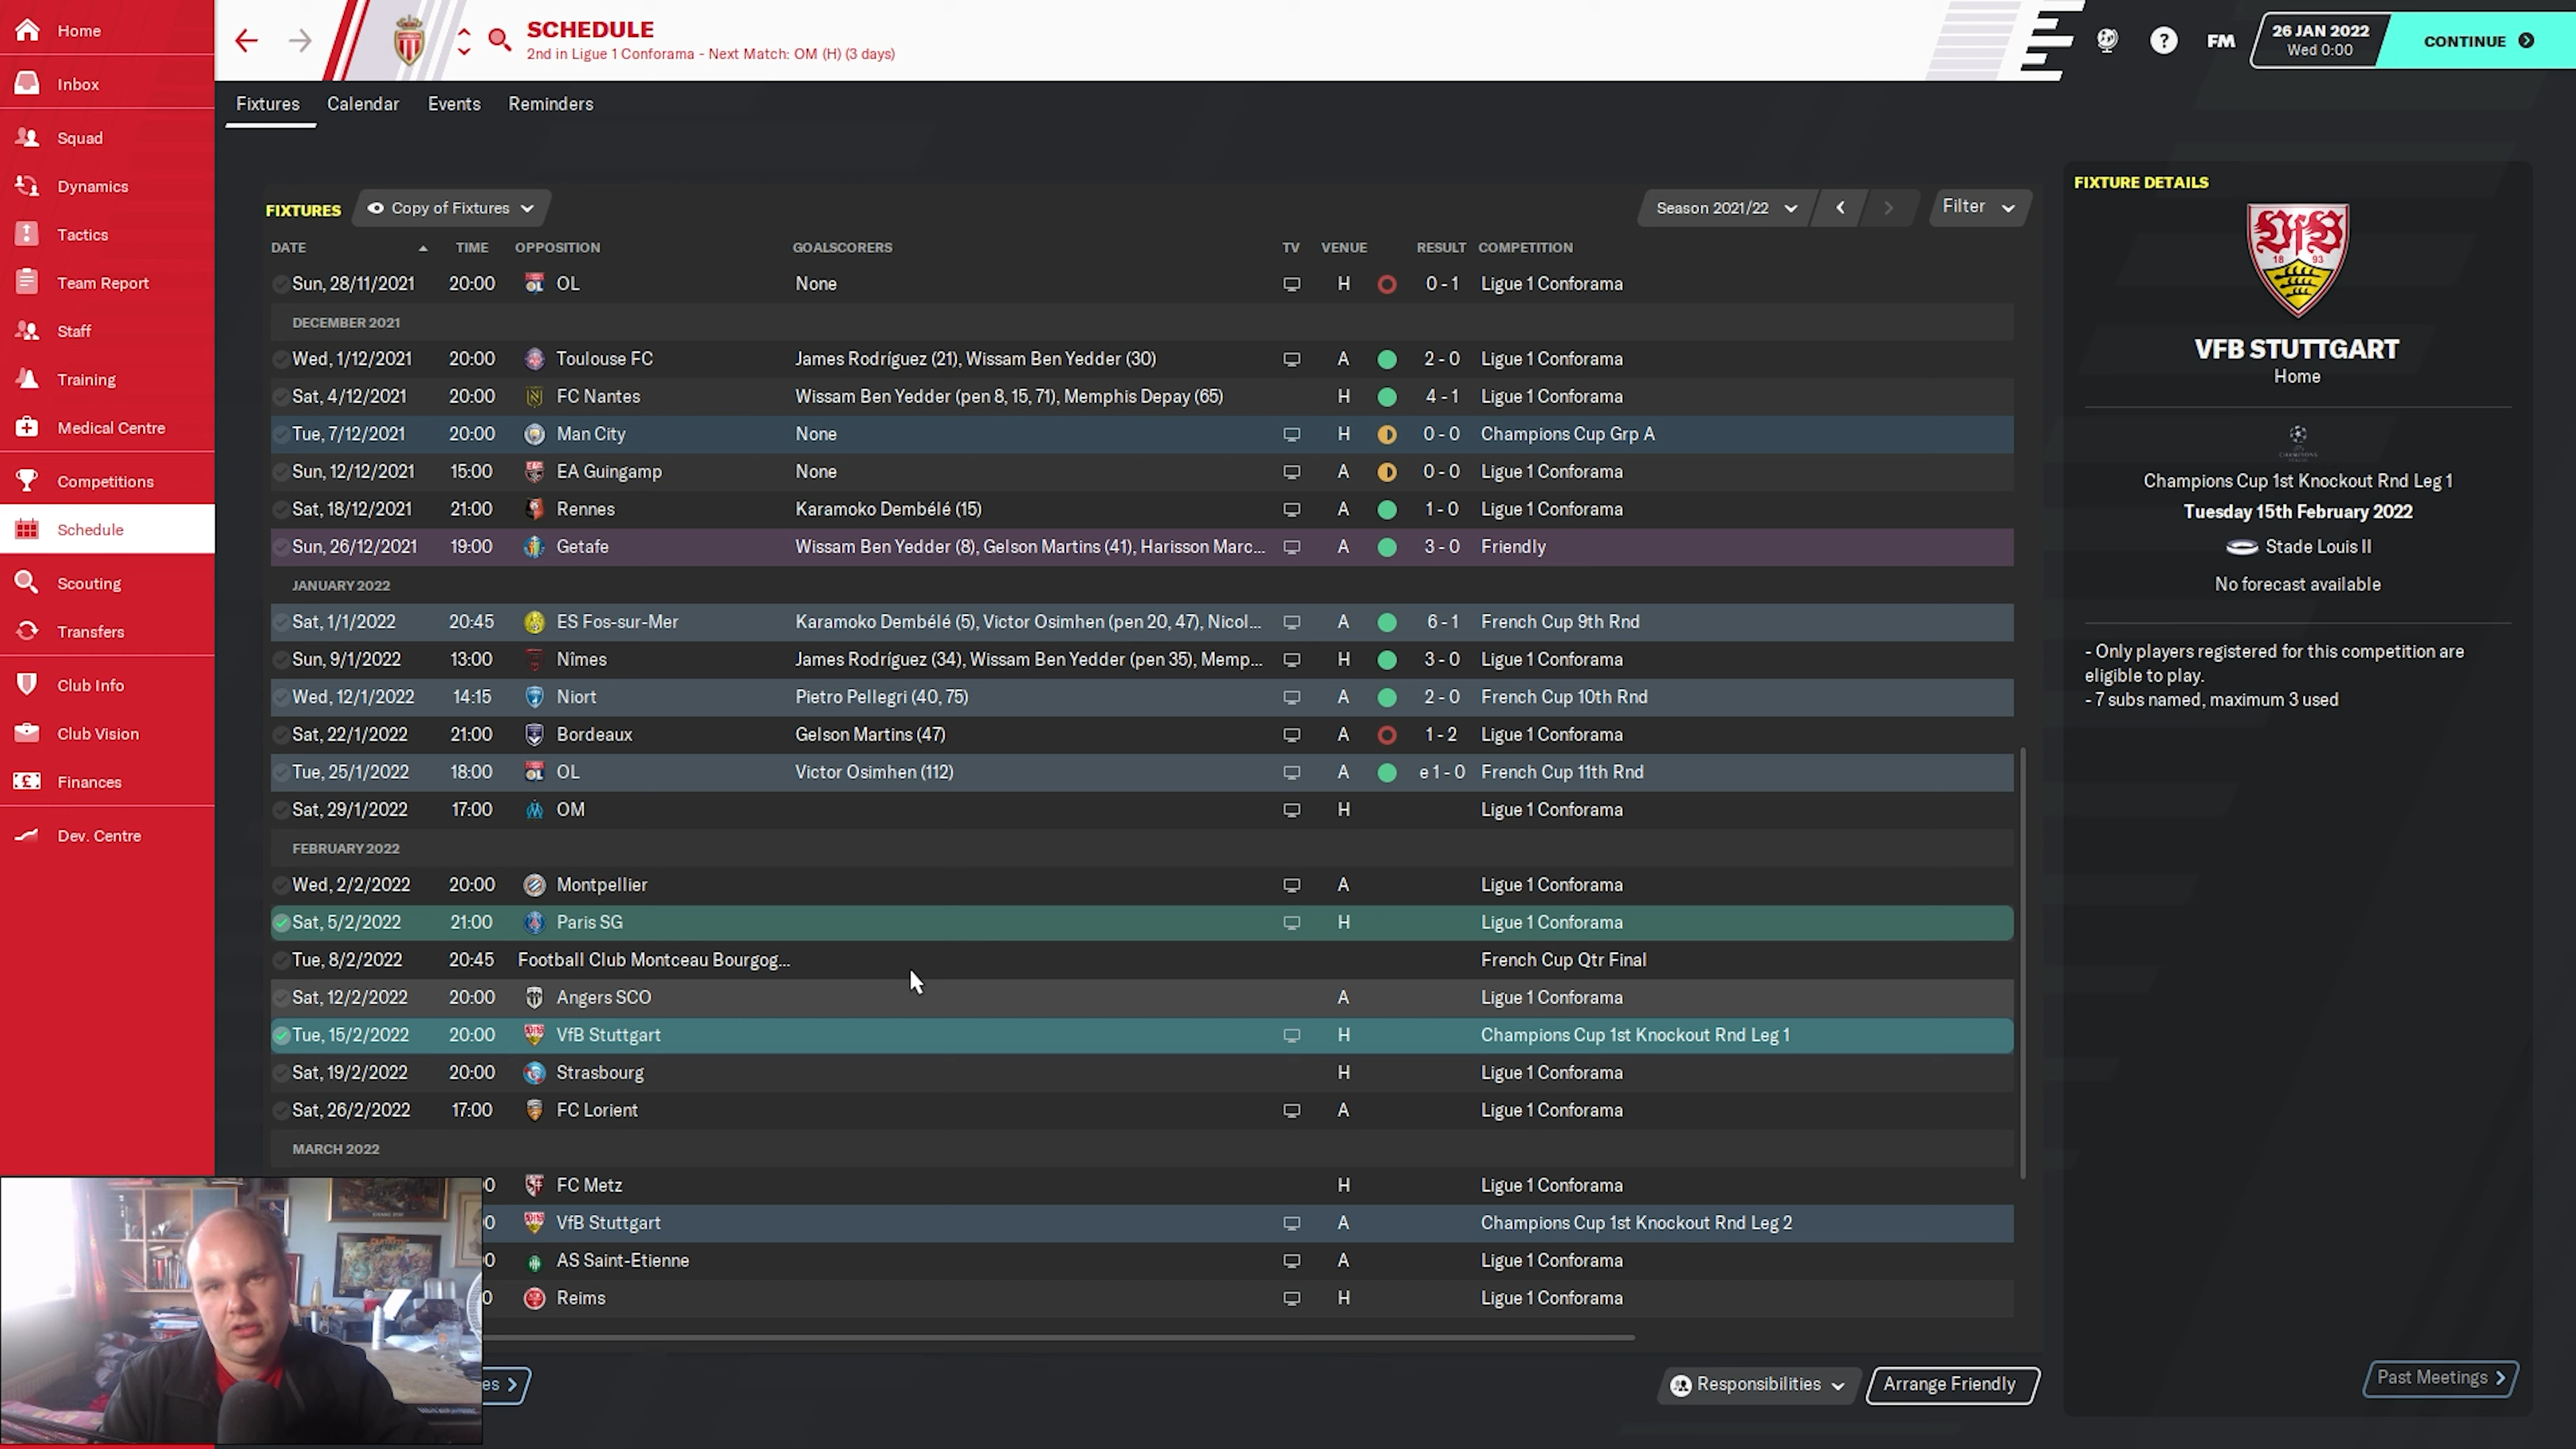 Home
Inbox
Squad
Dynamics
Tactics
Team Report
Staff
Training
Medical Centre
Competitions
Schedule
Scouting
Transfers
Club Info
Club Vision
Finances
Dev. Centre
SCHEDULE
2nd in Ligue 1 Conforama - Next Match: OM (H) (3 days)
FM
26 JAN 2022
Wed 0:00
CONTINUE
Fixtures Calendar Events Reminders
FIXTURES Copy of Fixtures Season 2021/22 Filter
DATE TIME OPPOSITION GOALSCORERS TV VENUE RESULT COMPETITION
Sun, 28/11/2021 20:00 OL None H 0 - 1 Ligue 1 Conforama
DECEMBER 2021
Wed, 1/12/2021 20:00 Toulouse FC James Rodríguez (21), Wissam Ben Yedder (30) A 2 - 0 Ligue 1 Conforama
Sat, 4/12/2021 20:00 FC Nantes Wissam Ben Yedder (pen 8, 15, 71), Memphis Depay (65) H 4 - 1 Ligue 1 Conforama
Tue, 7/12/2021 20:00 Man City None H 0 - 0 Champions Cup Grp A
Sun, 12/12/2021 15:00 EA Guingamp None A 0 - 0 Ligue 1 Conforama
Sat, 18/12/2021 21:00 Rennes Karamoko Dembélé (15) A 1 - 0 Ligue 1 Conforama
Sun, 26/12/2021 19:00 Getafe Wissam Ben Yedder (8), Gelson Martins (41), Harisson Marc... A 3 - 0 Friendly
JANUARY 2022
Sat, 1/1/2022 20:45 ES Fos-sur-Mer Karamoko Dembélé (5), Victor Osimhen (pen 20, 47), Nicol... A 6 - 1 French Cup 9th Rnd
Sun, 9/1/2022 13:00 Nîmes James Rodríguez (34), Wissam Ben Yedder (pen 35), Memp... H 3 - 0 Ligue 1 Conforama
Wed, 12/1/2022 14:15 Niort Pietro Pellegri (40, 75) A 2 - 0 French Cup 10th Rnd
Sat, 22/1/2022 21:00 Bordeaux Gelson Martins (47) A 1 - 2 Ligue 1 Conforama
Tue, 25/1/2022 18:00 OL Victor Osimhen (112) A e 1 - 0 French Cup 11th Rnd
Sat, 29/1/2022 17:00 OM H Ligue 1 Conforama
FEBRUARY 2022
Wed, 2/2/2022 20:00 Montpellier A Ligue 1 Conforama
Sat, 5/2/2022 21:00 Paris SG H Ligue 1 Conforama
Tue, 8/2/2022 20:45 Football Club Montceau Bourgog... French Cup Qtr Final
Sat, 12/2/2022 20:00 Angers SCO A Ligue 1 Conforama
Tue, 15/2/2022 20:00 VfB Stuttgart H Champions Cup 1st Knockout Rnd Leg 1
Sat, 19/2/2022 20:00 Strasbourg H Ligue 1 Conforama
Sat, 26/2/2022 17:00 FC Lorient A Ligue 1 Conforama
MARCH 2022
0 FC Metz H Ligue 1 Conforama
0 VfB Stuttgart A Champions Cup 1st Knockout Rnd Leg 2
0 AS Saint-Etienne A Ligue 1 Conforama
0 Reims H Ligue 1 Conforama
es
Responsibilities Arrange Friendly
FIXTURE DETAILS
VfB
18 93
VFB STUTTGART
Home
Champions Cup 1st Knockout Rnd Leg 1
Tuesday 15th February 2022
Stade Louis II
No forecast available
- Only players registered for this competition are
eligible to play.
- 7 subs named, maximum 3 used
Past Meetings